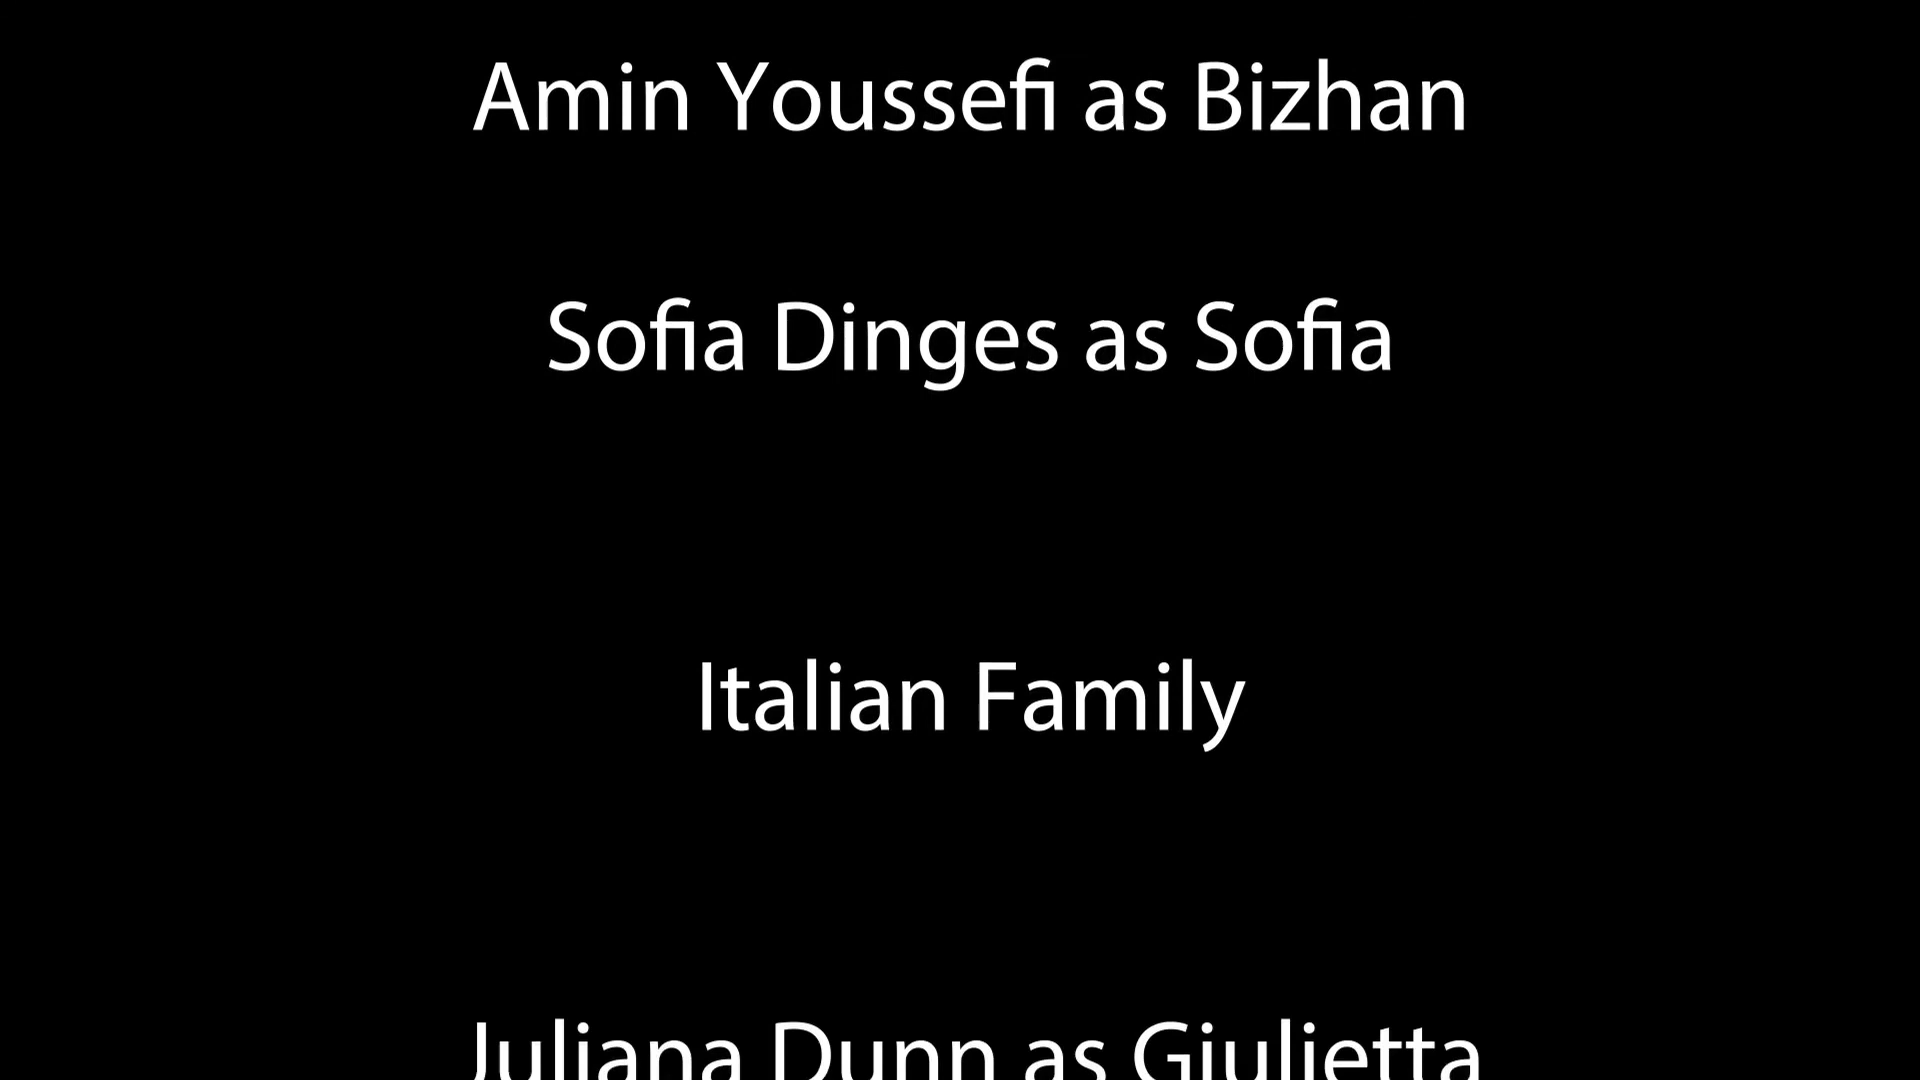 Amin Youssefi as Bizhan
Sofia Dinges as Sofia
Italian Family
Juliana Dunn as Giulietta